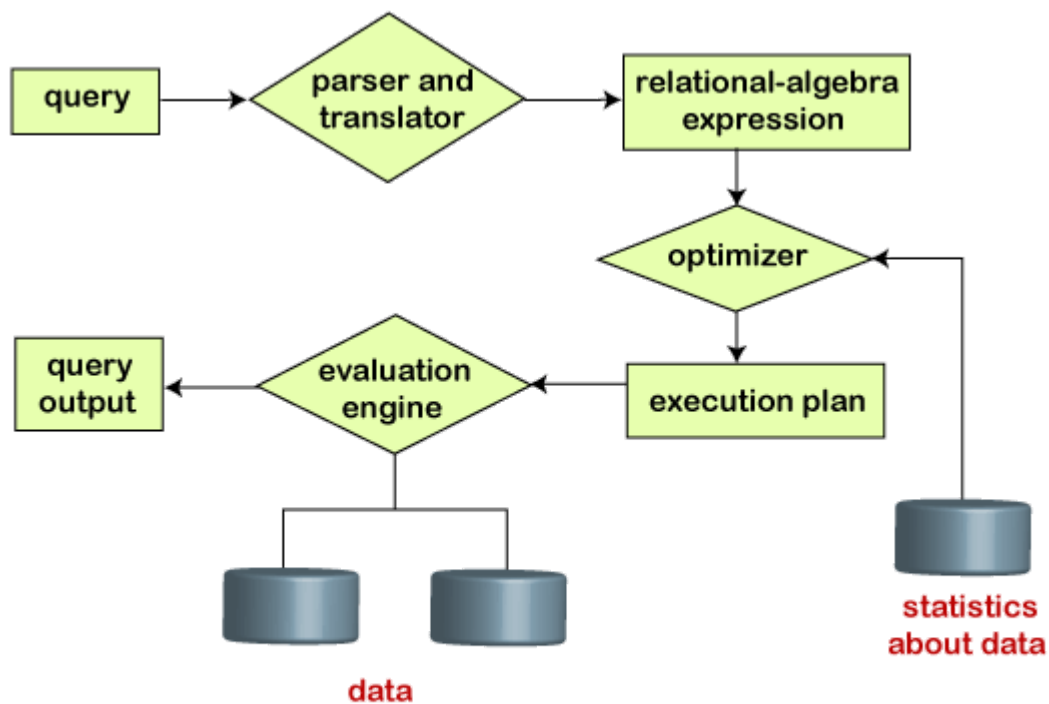 query
parser and
translator
relational-algebra
expression
optimizer
query
output
evaluation
engine
execution plan
statistics
about data
data